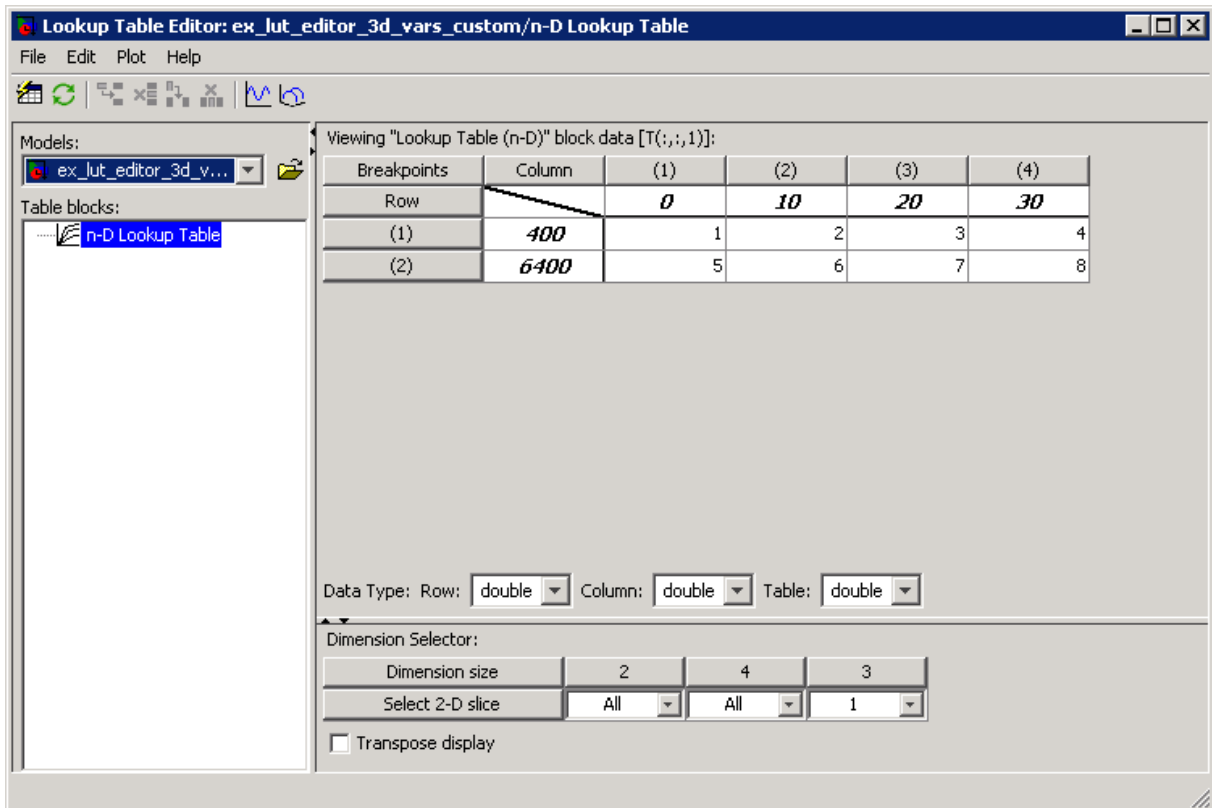 Lookup Table Editor: ex_lut_editor_3d_vars_custom/n-D Lookup Table
File Edit Plot Help
Models:
ex_lut_editor_3d_v...
Table blocks:
n-D Lookup Table
Viewing "Lookup Table (n-D)" block data [T(:,:,1)]:
Breakpoints Column (1) (2) (3) (4)
Row 0 10 20 30
(1) 400 1 2 3 4
(2) 6400 5 6 7 8
Data Type: Row: double Column: double Table: double
Dimension Selector:
Dimension size 2 4 3
Select 2-D slice All All 1
Transpose display